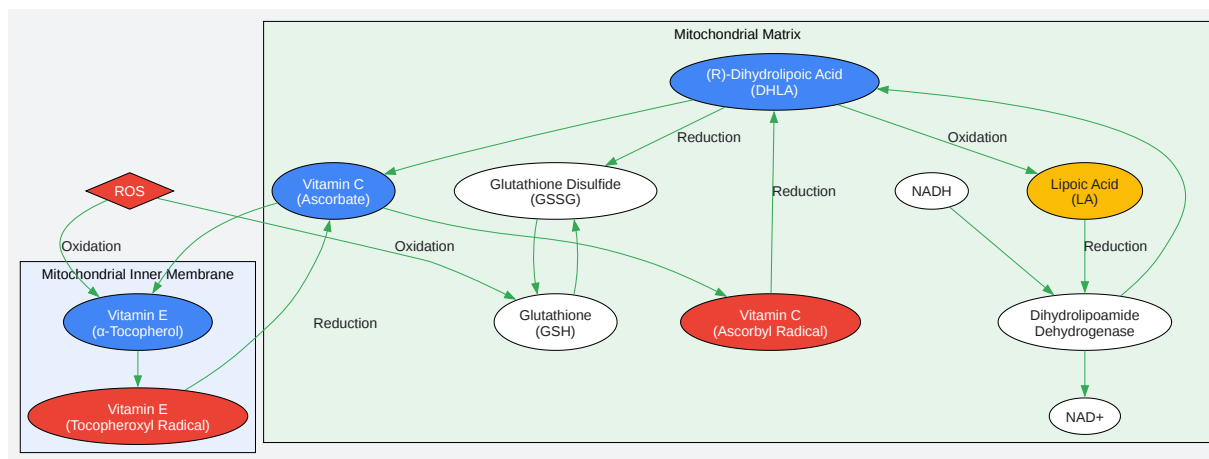 Mitochondrial Matrix
(R)-Dihydrolipoic Acid
(DHLA)
Reduction
Oxidation
ROS
Vitamin C
(Ascorbate)
Glutathione Disulfide
(GSSG)
Reduction
NADH
Lipoic Acid
(LA)
Oxidation
Oxidation
Reduction
Mitochondrial Inner Membrane
Vitamin E
(α-Tocopherol)
Reduction
Glutathione
(GSH)
Vitamin C
(Ascorbyl Radical)
Dihydrolipoamide
Dehydrogenase
Vitamin E
(Tocopheroxyl Radical)
NAD+